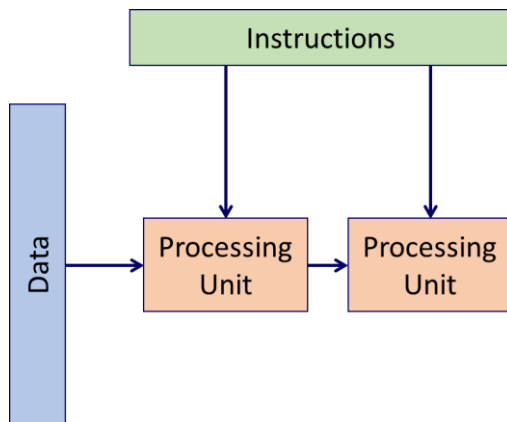 Instructions
Data
Processing
Unit
Processing
Unit